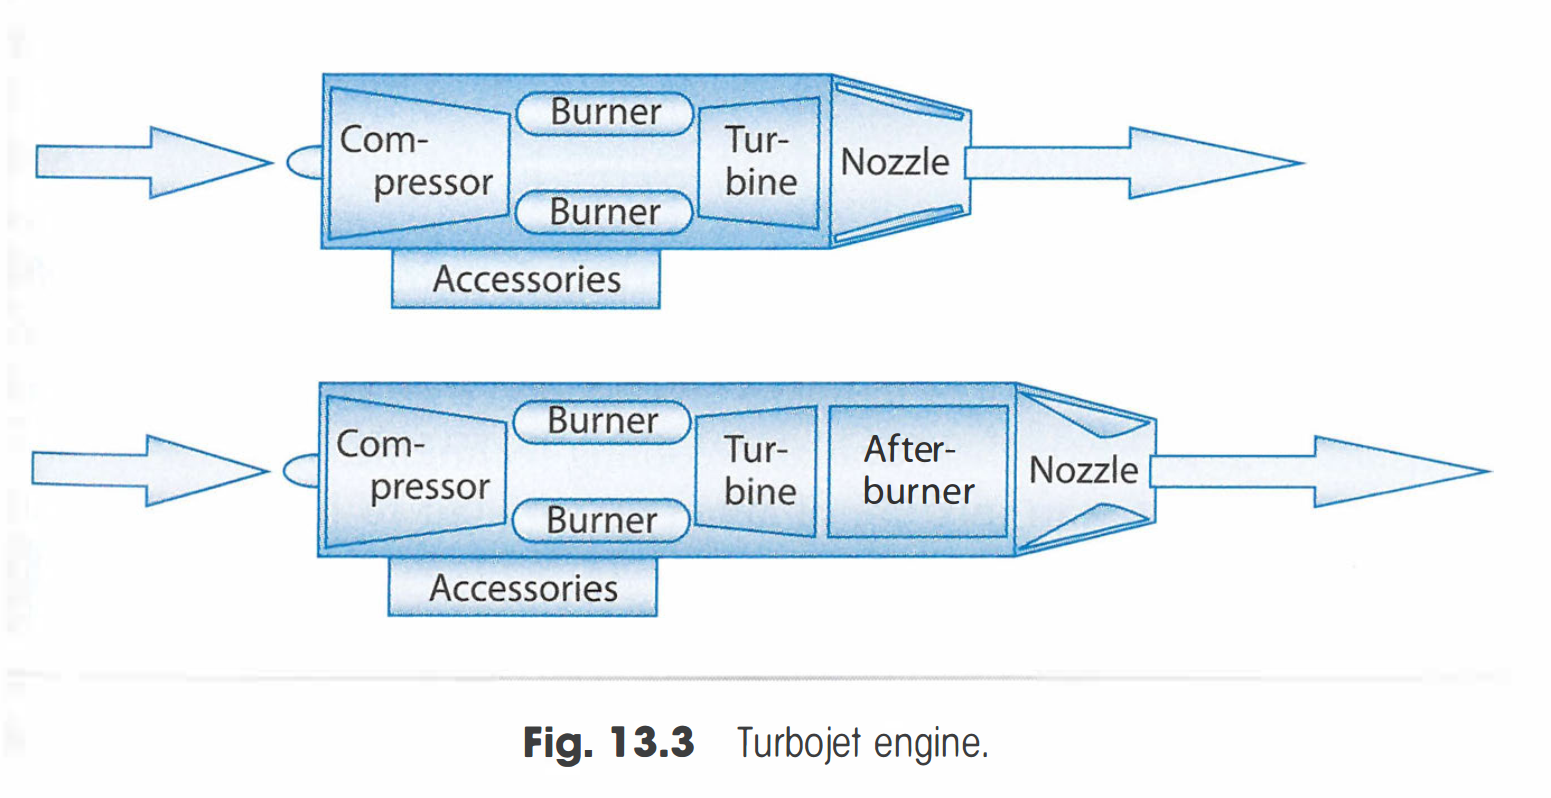 Burner
Com-
pressor
Tur-
bine
Nozzle
Burner
Accessories
Burner
Com-
pressor
Tur-
bine
After-
burner
Nozzle
Burner
Accessories
Fig. 13.3 Turbojet engine.